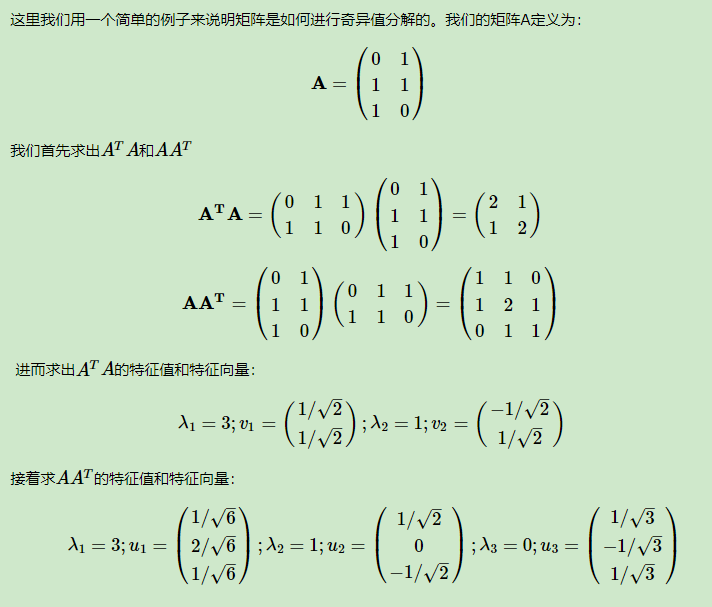 这里我们用一个简单的例子来说明矩阵是如何进行奇异值分解的。我们的矩阵A定义为：
$$\mathbf{A} = \begin{pmatrix} 0 & 1 \\ 1 & 1 \\ 1 & 0 \end{pmatrix}$$
我们首先求出$A^T A$和$AA^T$
$$\mathbf{A^T A} = \begin{pmatrix} 0 & 1 & 1 \\ 1 & 1 & 0 \end{pmatrix} \begin{pmatrix} 0 & 1 \\ 1 & 1 \\ 1 & 0 \end{pmatrix} = \begin{pmatrix} 2 & 1 \\ 1 & 2 \end{pmatrix}$$
$$\mathbf{AA^T} = \begin{pmatrix} 0 & 1 \\ 1 & 1 \\ 1 & 0 \end{pmatrix} \begin{pmatrix} 0 & 1 & 1 \\ 1 & 1 & 0 \end{pmatrix} = \begin{pmatrix} 1 & 1 & 0 \\ 1 & 2 & 1 \\ 0 & 1 & 1 \end{pmatrix}$$
进而求出$A^T A$的特征值和特征向量：
$$\lambda_1 = 3; v_1 = \begin{pmatrix} 1/\sqrt{2} \\ 1/\sqrt{2} \end{pmatrix}; \lambda_2 = 1; v_2 = \begin{pmatrix} -1/\sqrt{2} \\ 1/\sqrt{2} \end{pmatrix}$$
接着求$AA^T$的特征值和特征向量：
$$\lambda_1 = 3; u_1 = \begin{pmatrix} 1/\sqrt{6} \\ 2/\sqrt{6} \\ 1/\sqrt{6} \end{pmatrix}; \lambda_2 = 1; u_2 = \begin{pmatrix} 1/\sqrt{2} \\ 0 \\ -1/\sqrt{2} \end{pmatrix}; \lambda_3 = 0; u_3 = \begin{pmatrix} 1/\sqrt{3} \\ -1/\sqrt{3} \\ 1/\sqrt{3} \end{pmatrix}$$